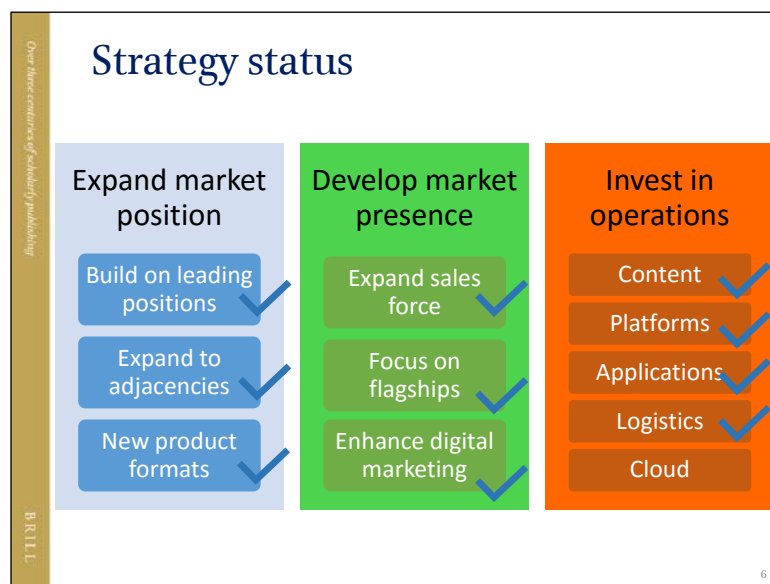 Over three centuries of scholarly publishing
BRILL
Strategy status
Expand market
position
Build on leading
positions
Expand to
adjacencies
New product
formats
Develop market
presence
Expand sales
force
Focus on
flagships
Enhance digital
marketing
Invest in
operations
Content
Platforms
Applications
Logistics
Cloud
6